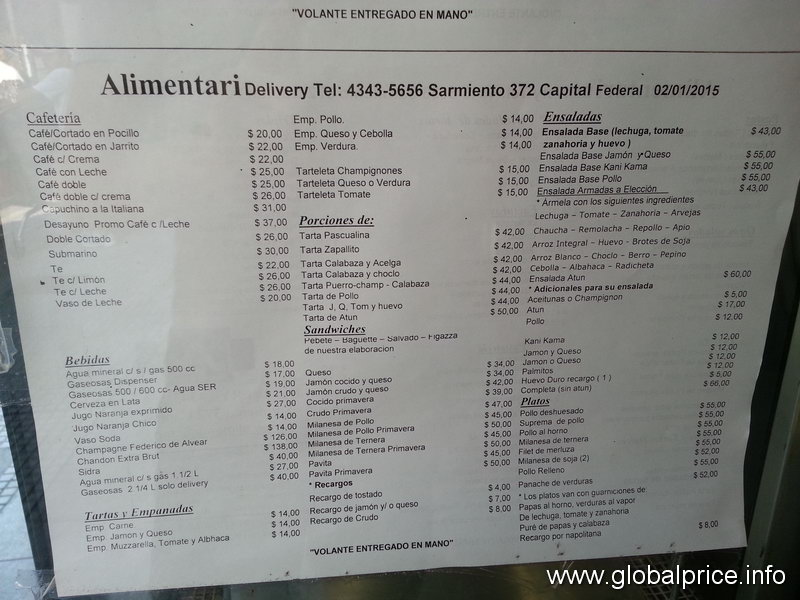 "VOLANTE ENTREGADO EN MANO"
Alimentari Delivery Tel: 4343-5656 Sarmiento 372 Capital Federal 02/01/2015
Cafeteria
Café/Cortado en Pocillo $ 20,00
Café/Cortado en Jarrito $ 22,00
Café c/ Crema $ 22,00
Café con Leche $ 25,00
Café doble $ 25,00
Café doble c/ crema $ 26,00
Capuchino a la Italiana $ 31,00
Desayuno Promo Café c /Leche $ 37,00
Doble Cortado $ 26,00
Submarino $ 30,00
Te $ 22,00
Te c/ Limón $ 26,00
Te c/ Leche $ 26,00
Vaso de Leche $ 20,00
Bebidas
Agua mineral c/ s / gas 500 cc $ 18,00
Gaseosas Dispenser $ 17,00
Gaseosas 500 / 600 cc- Agua SER $ 19,00
Cerveza en Lata $ 21,00
Jugo Naranja exprimido $ 27,00
Jugo Naranja Chico $ 14,00
Vaso Soda $ 14,00
Champagne Federico de Alvear $ 126,00
Chandon Extra Brut $ 138,00
Sidra $ 40,00
Agua mineral c/ s gas 1.1/2 L $ 27,00
Gaseosas 2 1/4 L solo delivery $ 40,00
Tartas y Empanadas
Emp. Carne $ 14,00
Emp. Jamon y Queso $ 14,00
Emp. Muzzarella, Tomate y Albhaca $ 14,00
Emp. Pollo. $ 14,00
Emp. Queso y Cebolla $ 14,00
Emp. Verdura. $ 14,00
Tarteleta Champignones $ 15,00
Tarteleta Queso o Verdura $ 15,00
Tarteleta Tomate $ 15,00
Porciones de:
Tarta Pascualina $ 42,00
Tarta Zapallito $ 42,00
Tarta Calabaza y Acelga $ 42,00
Tarta Calabaza y choclo $ 42,00
Tarta Puerro-champ - Calabaza $ 44,00
Tarta de Pollo $ 44,00
Tarta J, Q, Tom y huevo $ 44,00
Tarta de Atun $ 50,00
Sandwiches
Pebete – Baguette – Salvado – Figazza
de nuestra elaboracion
Queso $ 34,00
Jamón cocido y queso $ 34,00
Jamón crudo y queso $ 42,00
Cocido primavera $ 39,00
Crudo Primavera $ 47,00
Milanesa de Pollo $ 45,00
Milanesa de Pollo Primavera $ 50,00
Milanesa de Ternera $ 45,00
Milanesa de Ternera Primavera $ 50,00
Pavita $ 45,00
Pavita Primavera $ 50,00
* Recargos
Recargo de tostado $ 4,00
Recargo de jamón y/ o queso $ 7,00
Recargo de Crudo $ 8,00
Ensaladas
Ensalada Base (lechuga, tomate $ 43,00
zanahoria y huevo )
Ensalada Base Jamón y Queso $ 55,00
Ensalada Base Kani Kama $ 55,00
Ensalada Base Pollo $ 55,00
Ensalada Armadas a Elección $ 43,00
* Ármela con los siguientes ingredientes
Lechuga – Tomate – Zanahoria – Arvejas
Chaucha – Remolacha – Repollo – Apio
Arroz Integral – Huevo - Brotes de Soja
Arroz Blanco – Choclo – Berro – Pepino
Cebolla – Albahaca – Radicheta
Ensalada Atun $ 60,00
* Adicionales para su ensalada
Aceitunas o Champignon $ 5,00
Atun $ 17,00
Pollo $ 12,00
Kani Kama $ 12,00
Jamon y Queso $ 12,00
Jamon o Queso $ 12,00
Palmitos $ 12,00
Huevo Duro recargo ( 1 ) $ 5,00
Completa (sin atun) $ 66,00
Platos
Pollo deshuesado $ 55,00
Suprema de pollo $ 55,00
Pollo al horno $ 55,00
Milanesa de ternera $ 55,00
Filet de merluza $ 55,00
Milanesa de soja (2) $ 52,00
Pollo Relleno $ 55,00
Panache de verduras $ 52,00
* Los platos van con guarniciones de
Papas al horno, verduras al vapor
De lechuga, tomate y zanahoria
Puré de papas y calabaza
Recargo por napolitana $ 8,00
"VOLANTE ENTREGADO EN MANO"
www.globalprice.info